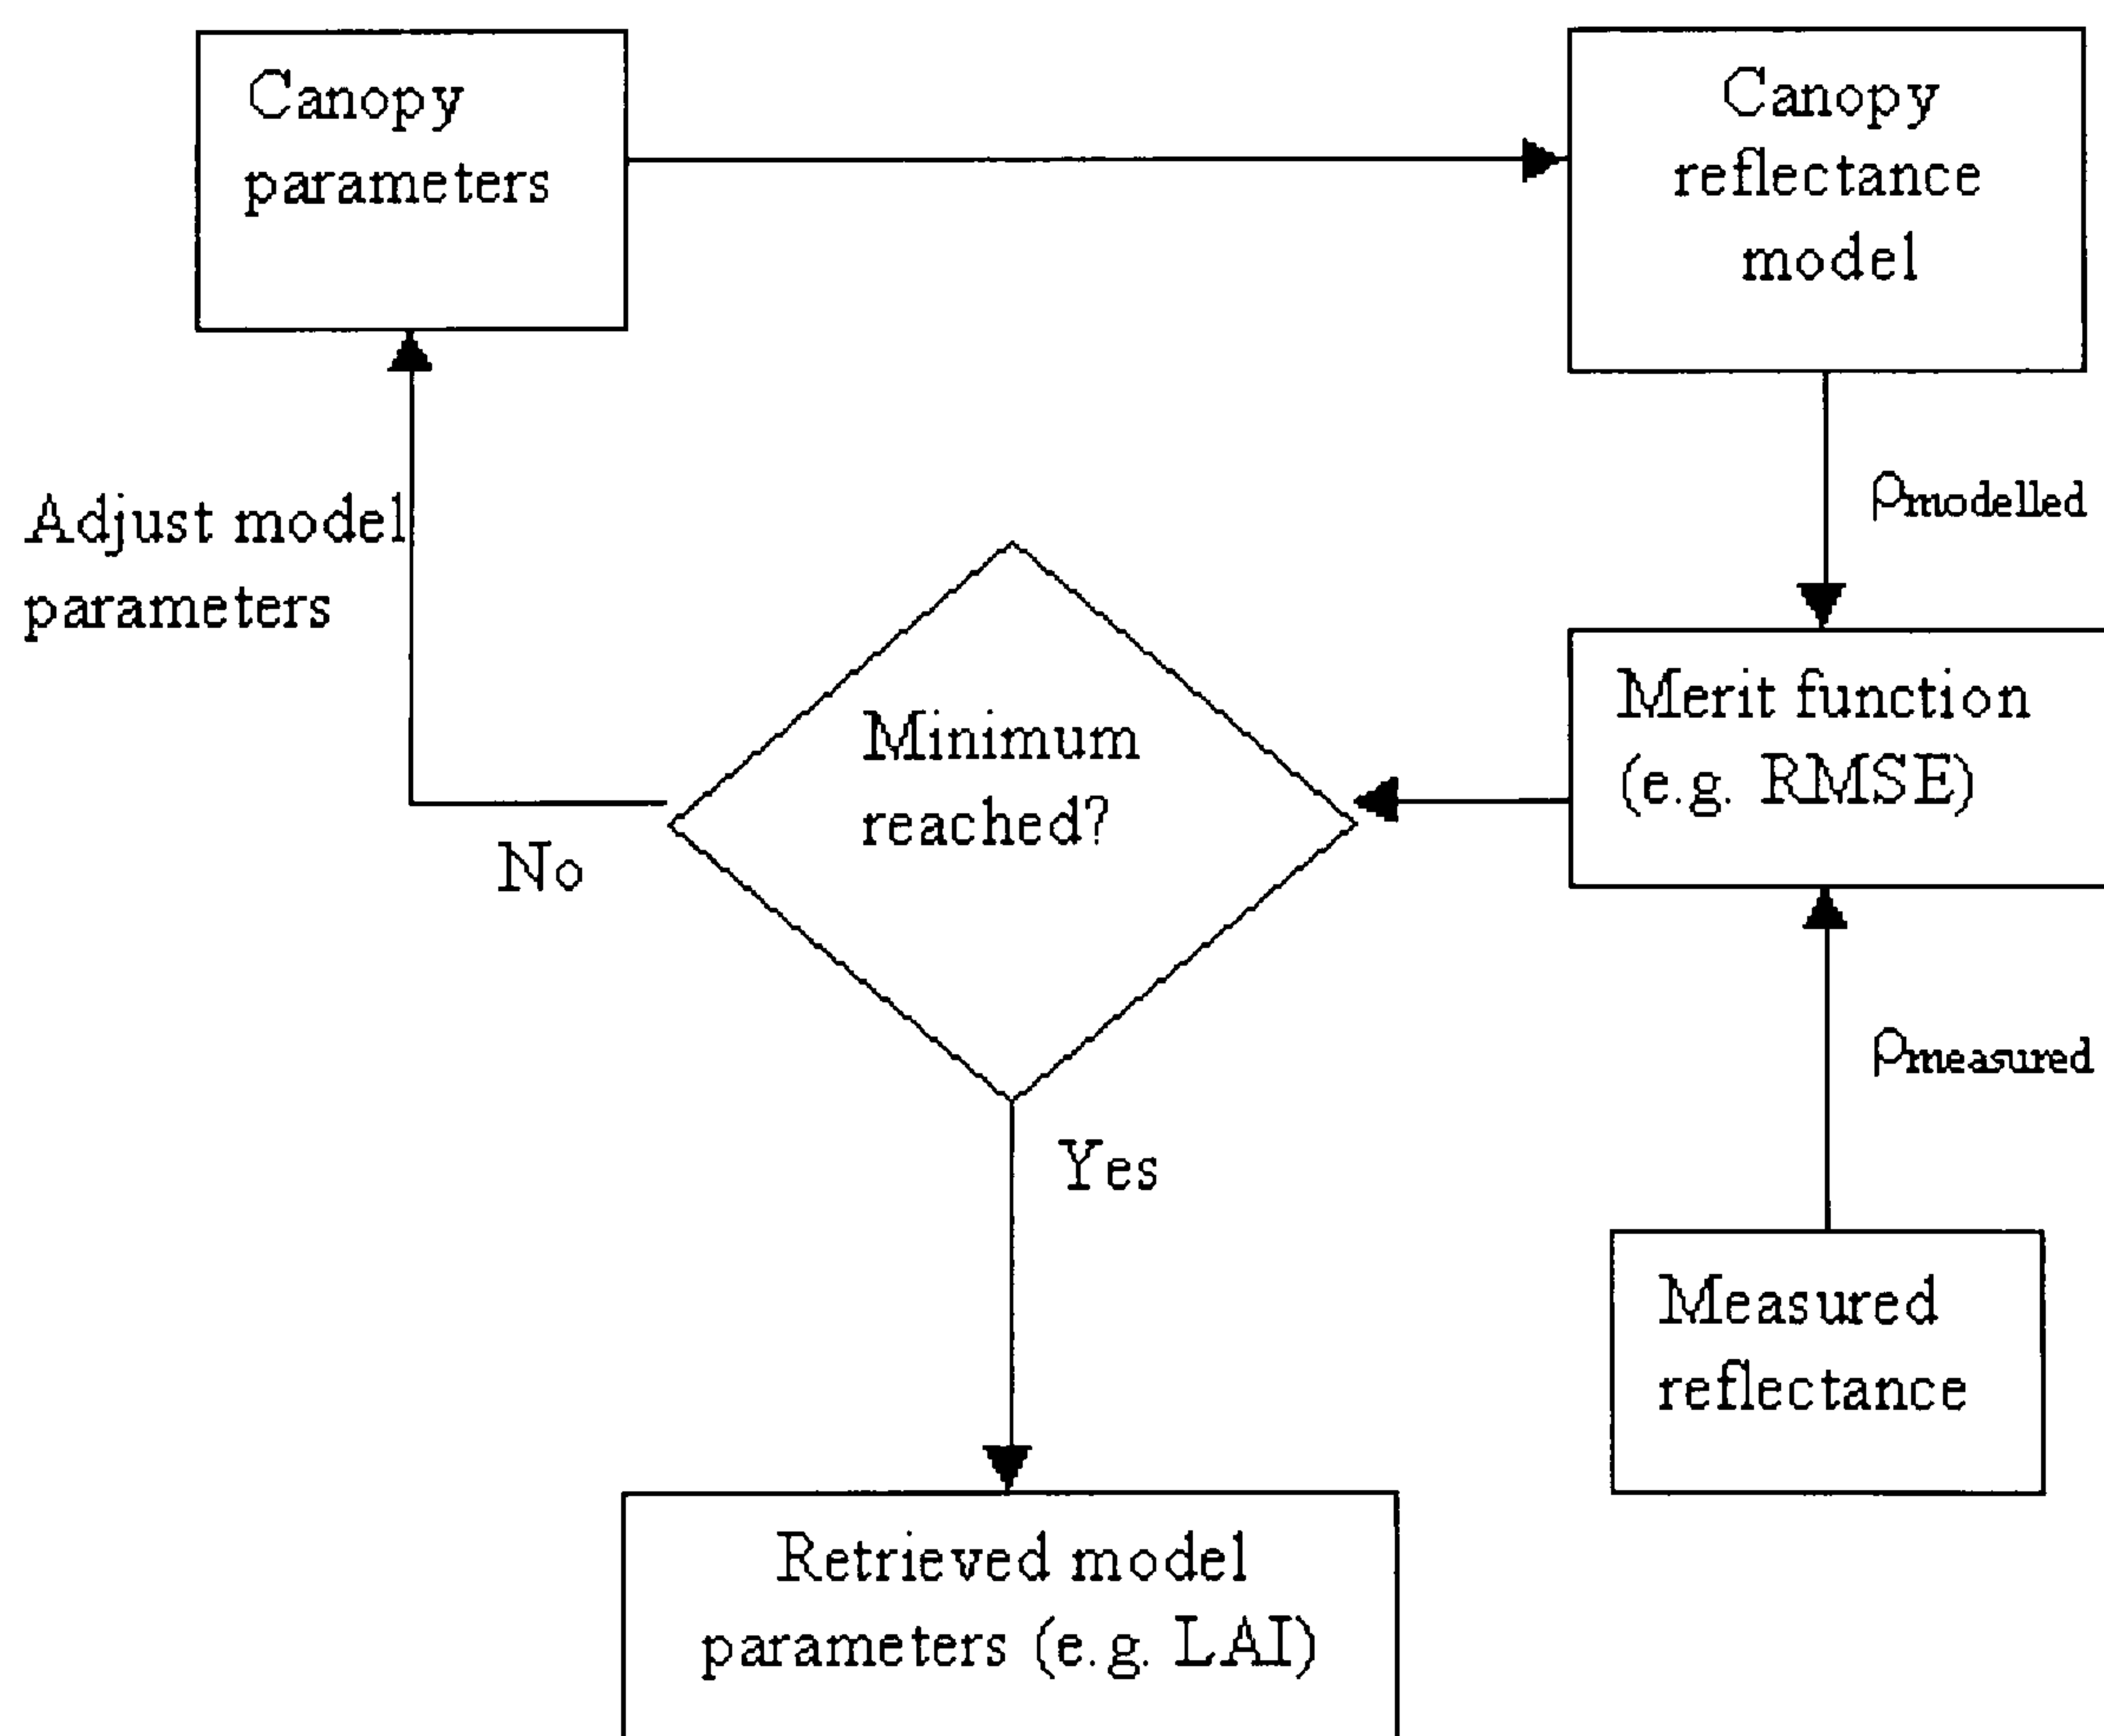 Canopy
parameters
Canopy
reflectance
model
Adjust model
parameters
ρmodelled
Minimum
reached?
Merit function
(e.g. RMSE)
No
ρmeasured
Yes
Measured
reflectance
Retrieved model
parameters (e.g. LAI)